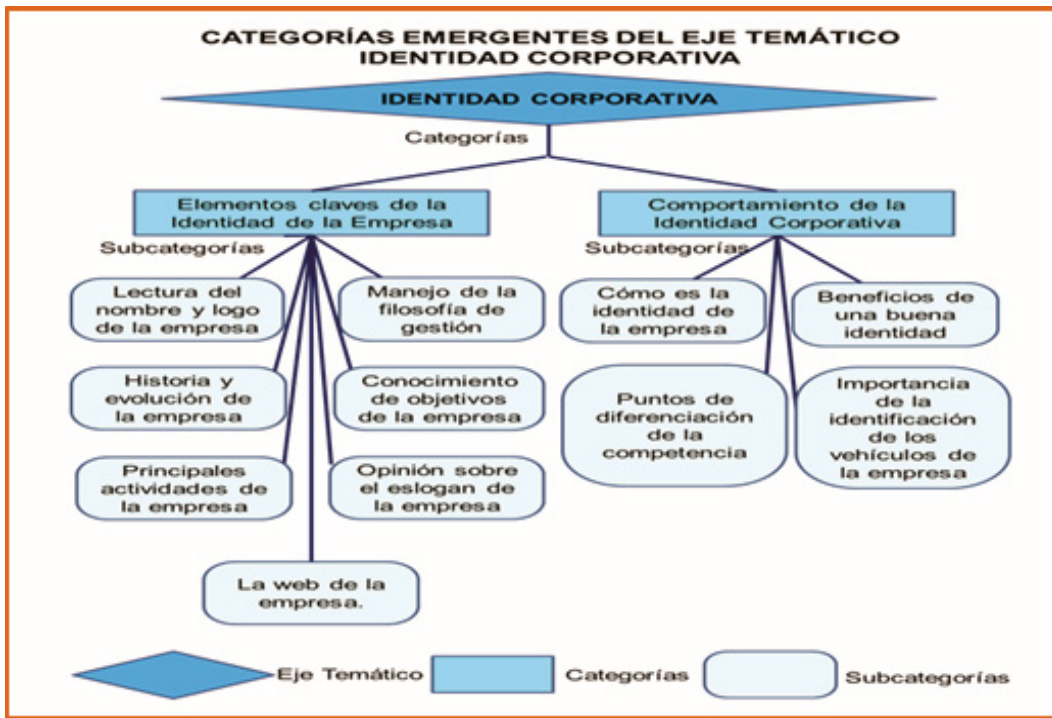 CATEGORÍAS EMERGENTES DEL EJE TEMÁTICO
IDENTIDAD CORPORATIVA
IDENTIDAD CORPORATIVA
Categorías
Elementos claves de la
Identidad de la Empresa
Comportamiento de la
Identidad Corporativa
Subcategorías
Subcategorías
Lectura del
nombre y logo
de la empresa
Manejo de la
filosofía de
gestión
Cómo es la
identidad de
la empresa
Beneficios de
una buena
identidad
Historia y
evolución de
la empresa
Conocimiento
de objetivos
de la empresa
Puntos de
diferenciación
de la
competencia
Importancia
de la
identificación
de los
vehículos de
la empresa
Principales
actividades de
la empresa
Opinión sobre
el eslogan de
la empresa
La web de la
empresa.
Eje Temático
Categorías
Subcategorías